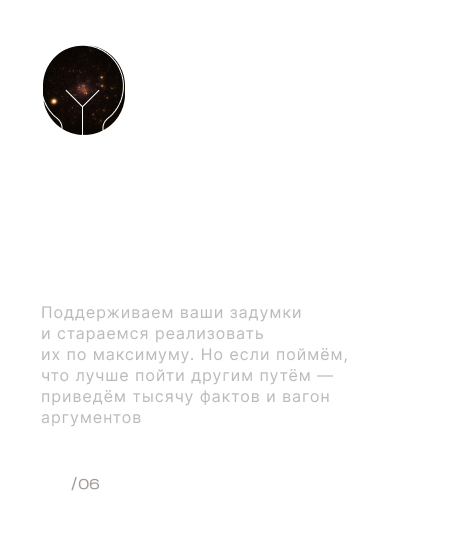 Поддерживаем ваши задумки
и стараемся реализовать
их по максимуму. Но если поймём,
что лучше пойти другим путём —
приведём тысячу фактов и вагон
аргументов
/06